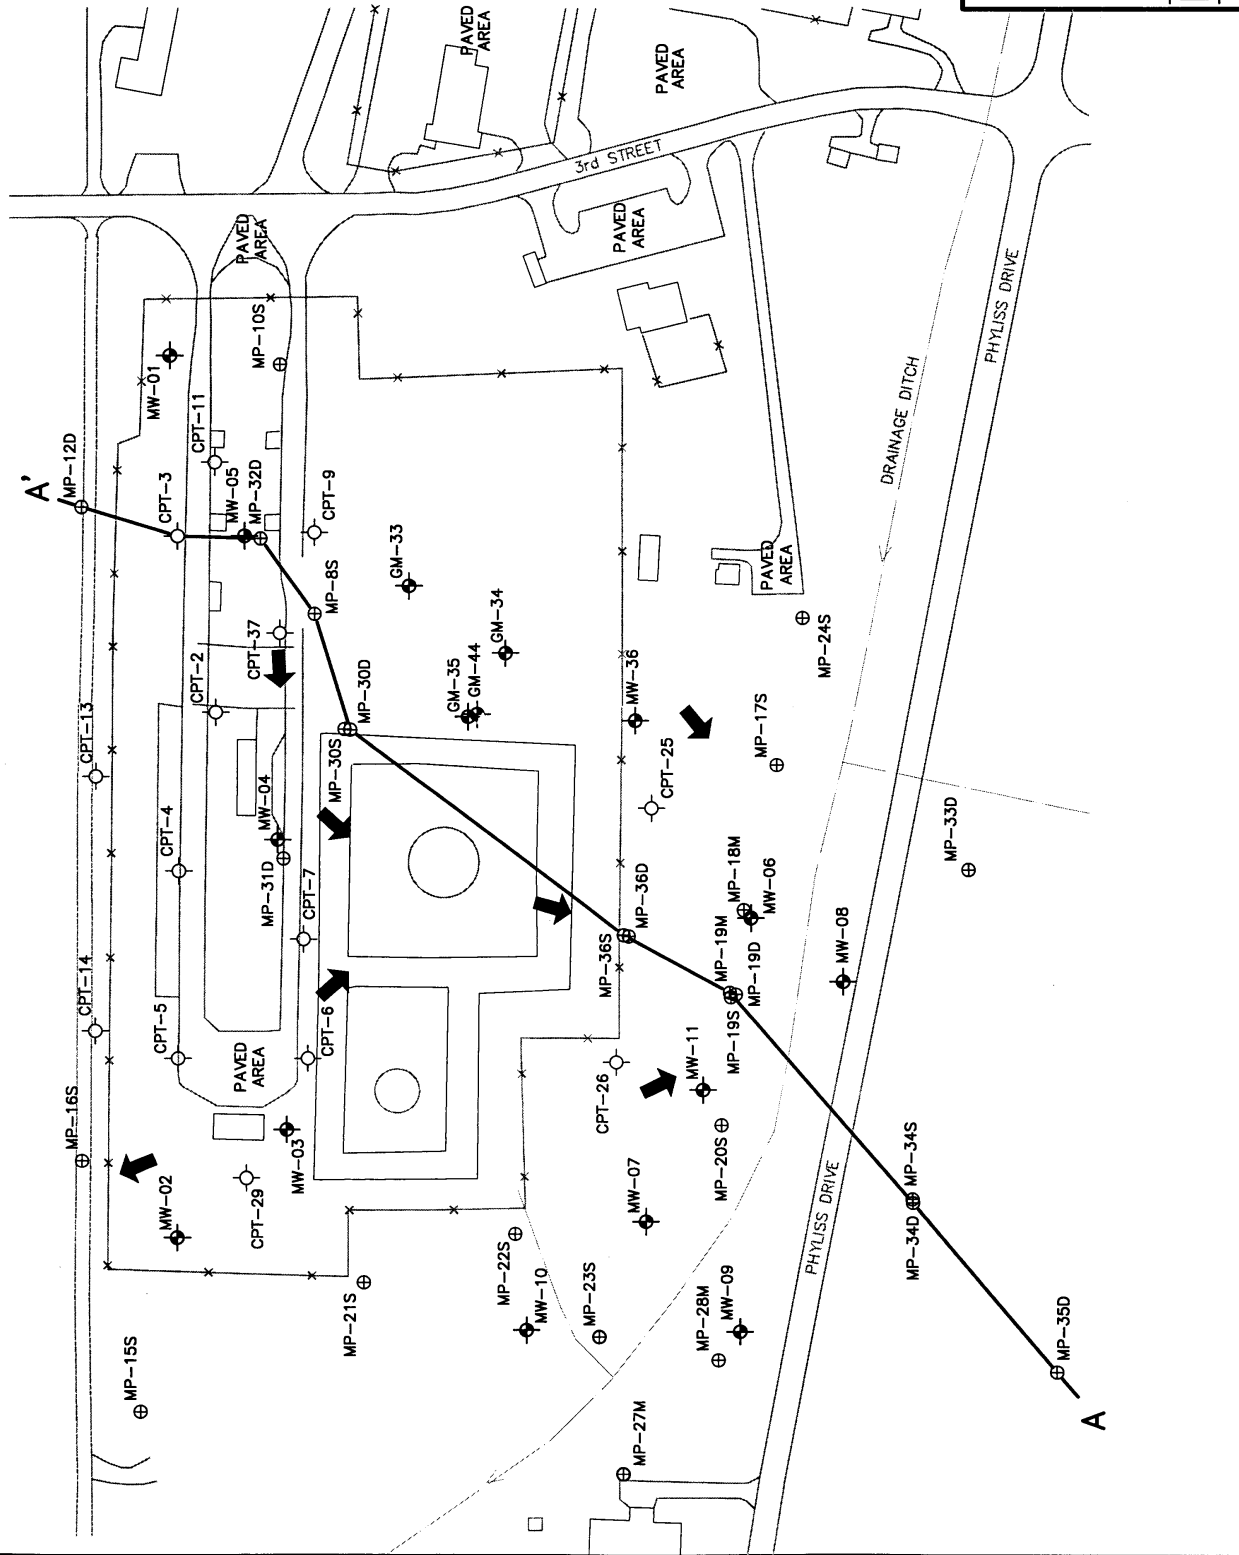 PAVED
AREA
PAVED
AREA
3rd STREET
PAVED
AREA
PAVED
AREA
PHYLISS DRIVE
MP-10S
MW-01
CPT-11
DRAINAGE DITCH
A'
MP-12D
CPT-3
MW-05
MP-32D
CPT-9
GM-33
PAVED
AREA
MP-8S
GM-34
CPT-37
CPT-2
MP-24S
MP-30D
GM-35
GM-44
MW-36
MP-17S
CPT-13
MP-30S
CPT-25
MW-04
CPT-4
MP-31D
CPT-7
MP-33D
MP-18M
MW-06
MP-36D
MP-36S
MP-19M
MP-19D
MP-19S
MW-08
CPT-14
CPT-5
CPT-6
PAVED
AREA
MW-11
CPT-26
MP-16S
MW-03
MP-20S
MW-02
CPT-29
MW-07
MP-34S
MP-34D
PHYLISS DRIVE
MP-22S
MW-10
MP-21S
MP-23S
MP-28M
MW-09
MP-35D
MP-15S
MP-27M
A